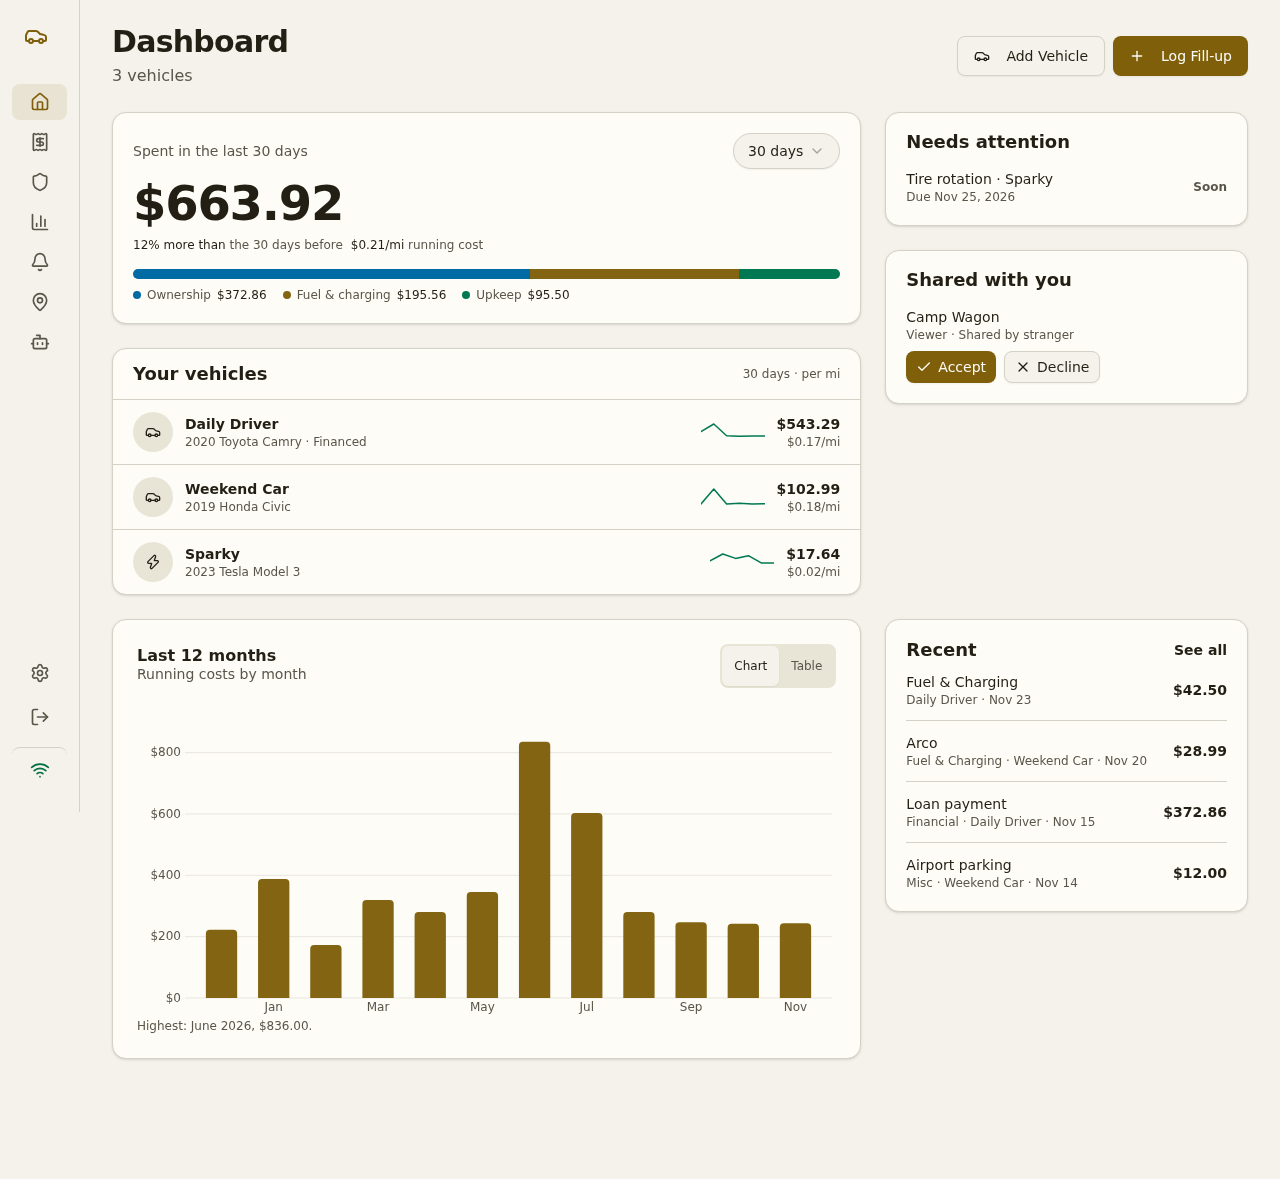 Dashboard
3 vehicles
Add Vehicle
Log Fill-up
Spent in the last 30 days
30 days
$663.92
12% more than the 30 days before $0.21/mi running cost
Ownership $372.86 Fuel & charging $195.56 Upkeep $95.50
Needs attention
Tire rotation · Sparky
Due Nov 25, 2026
Soon
Shared with you
Camp Wagon
Viewer · Shared by stranger
Accept
Decline
Your vehicles
30 days · per mi
Daily Driver
2020 Toyota Camry · Financed
$543.29
$0.17/mi
Weekend Car
2019 Honda Civic
$102.99
$0.18/mi
Sparky
2023 Tesla Model 3
$17.64
$0.02/mi
Last 12 months
Running costs by month
Chart
Table
$800
$600
$400
$200
$0
Jan Mar May Jul Sep Nov
Highest: June 2026, $836.00.
Recent
See all
Fuel & Charging
Daily Driver · Nov 23
$42.50
Arco
Fuel & Charging · Weekend Car · Nov 20
$28.99
Loan payment
Financial · Daily Driver · Nov 15
$372.86
Airport parking
Misc · Weekend Car · Nov 14
$12.00